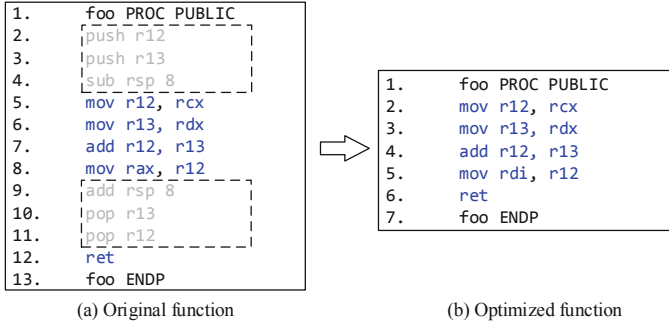 1. foo PROC PUBLIC
2. push r12
3. push r13
4. sub rsp 8
5. mov r12, rcx
6. mov r13, rdx
7. add r12, r13
8. mov rax, r12
9. add rsp 8
10. pop r13
11. pop r12
12. ret
13. foo ENDP
(a) Original function
1. foo PROC PUBLIC
2. mov r12, rcx
3. mov r13, rdx
4. add r12, r13
5. mov rdi, r12
6. ret
7. foo ENDP
(b) Optimized function